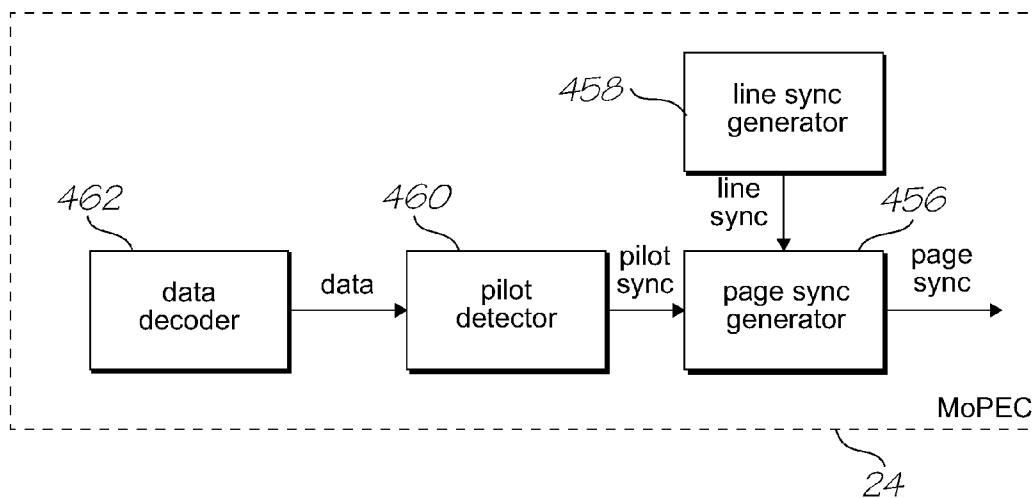 458
line sync
generator
line
sync
462
460
456
data
decoder
data
pilot
detector
pilot
sync
page sync
generator
page
sync
MoPEC
24